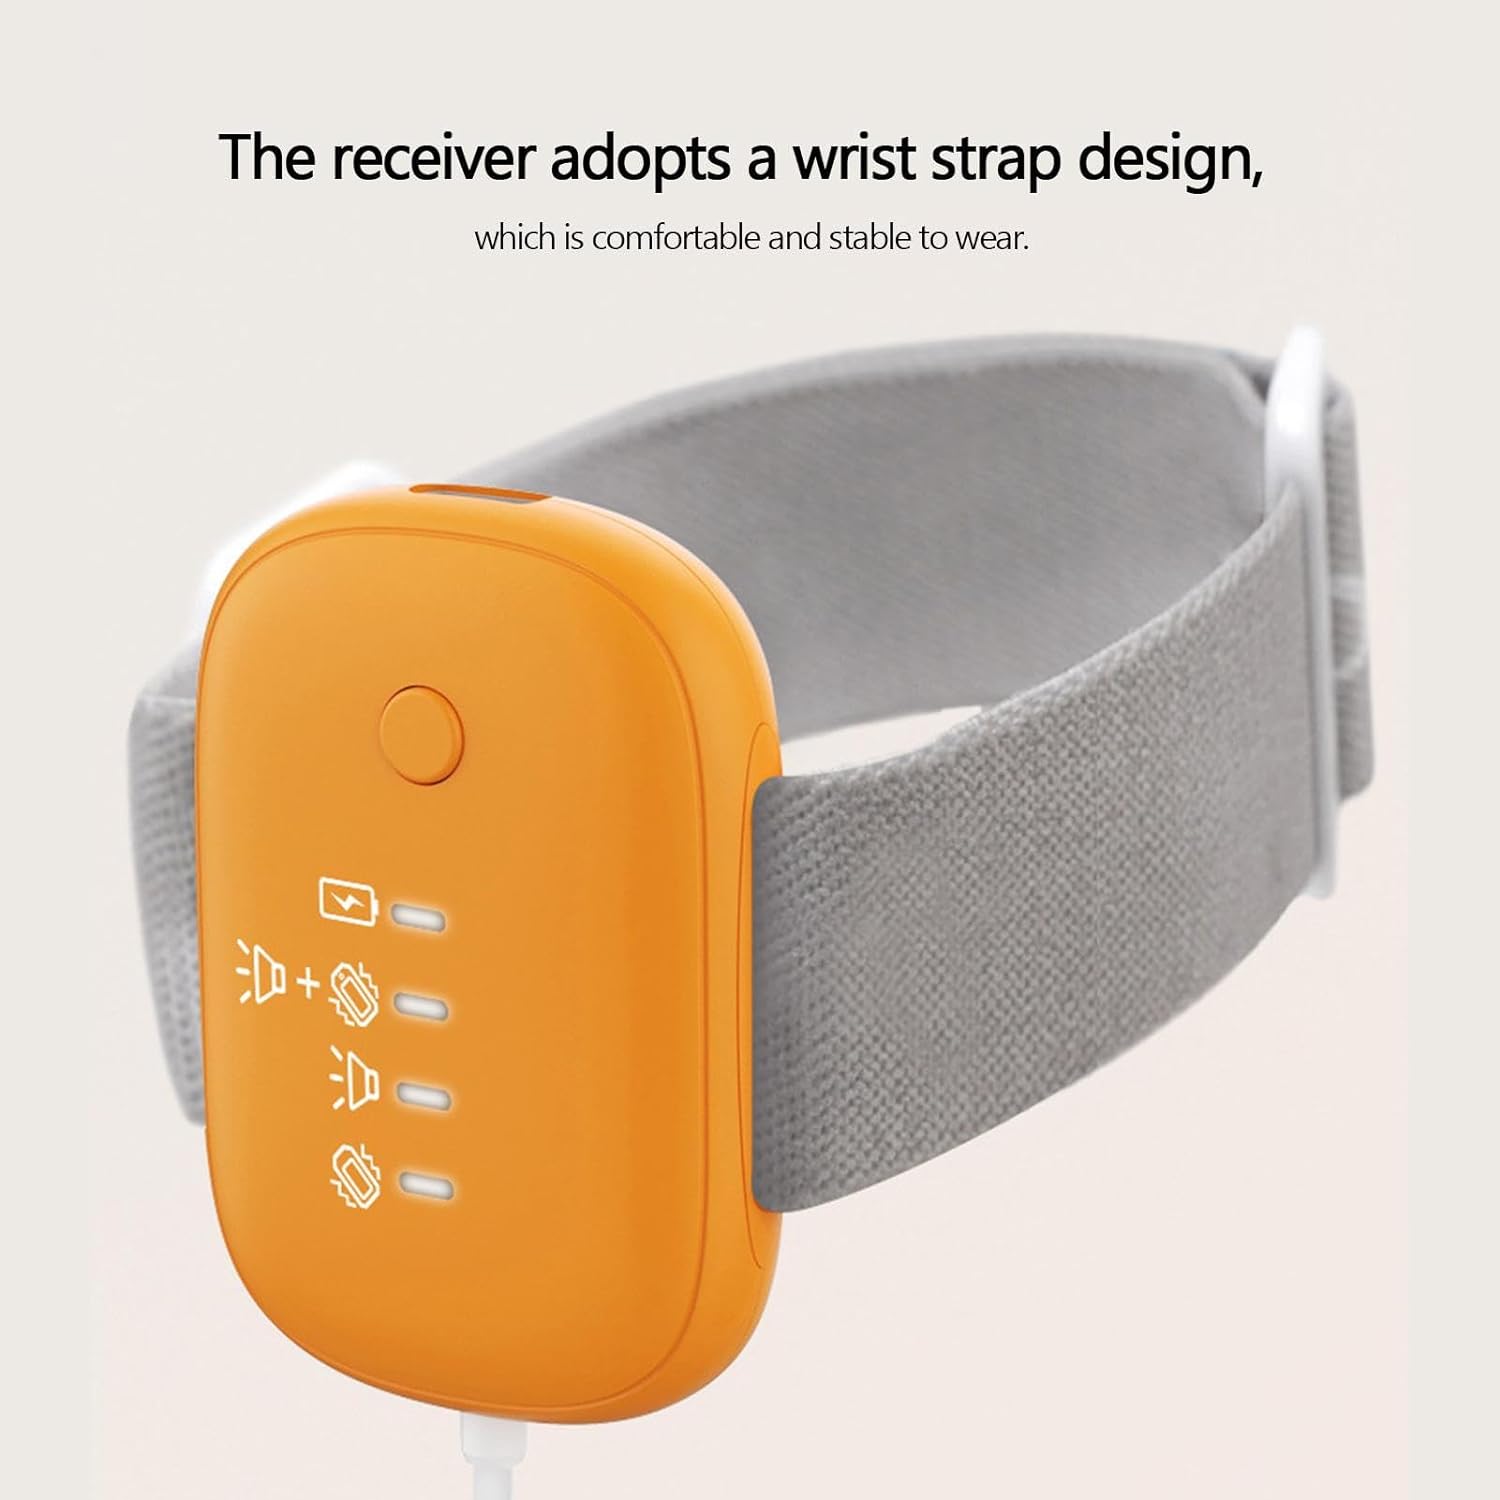 The receiver adopts a wrist strap design,
which is comfortable and stable to wear.